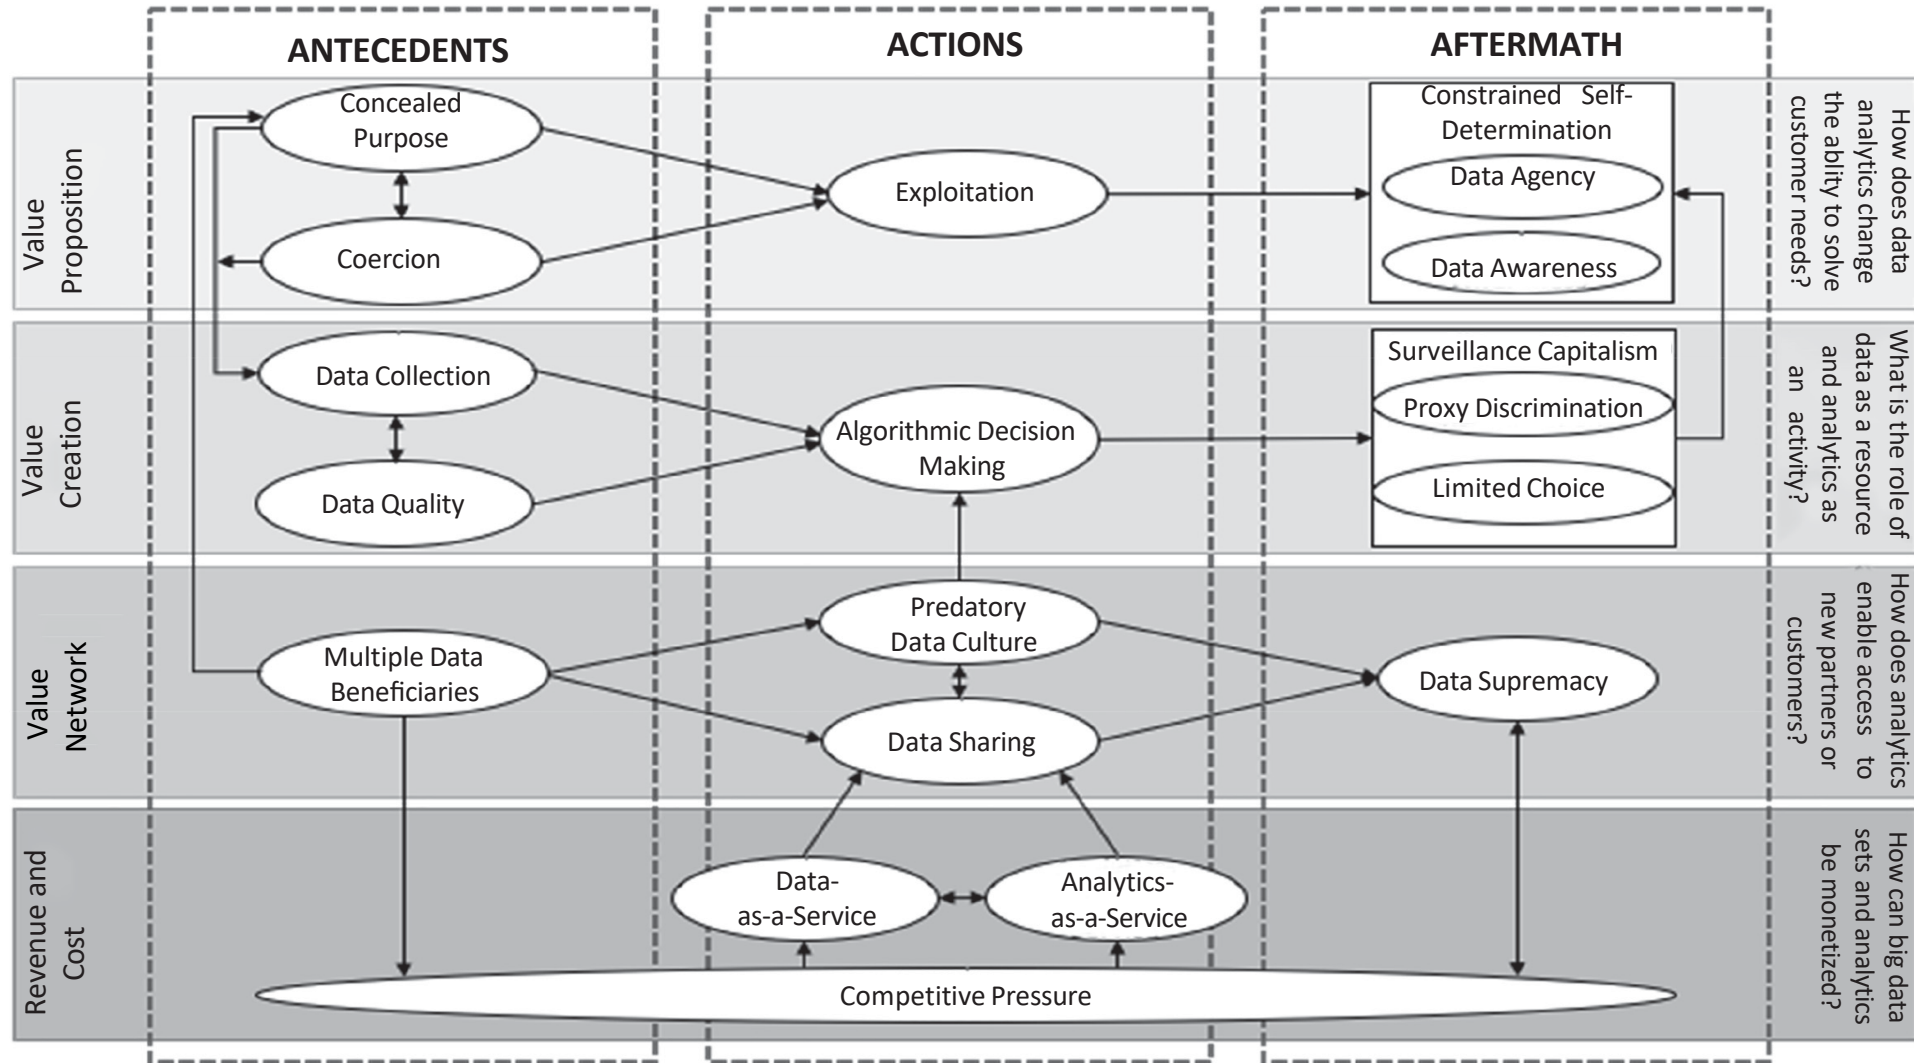 ANTECEDENTS
ACTIONS
AFTERMATH
Value
Proposition
Concealed
Purpose
Coercion
Exploitation
Constrained Self-
Determination
Data Agency
Data Awareness
How does data
analytics change
the ablity to solve
customer needs?
Value
Creation
Data Collection
Data Quality
Algorithmic Decision
Making
Surveillance Capitalism
Proxy Discrimination
Limited Choice
What is the role of
data as a resource
and analytics as
an activity?
Value
Network
Multiple Data
Beneficiaries
Predatory
Data Culture
Data Sharing
Data Supremacy
How does analytics
enable access to
new partners or
customers?
Revenue and
Cost
Data-
as-a-Service
Analytics-
as-a-Service
Competitive Pressure
How can big data
sets and analytics
be monetized?